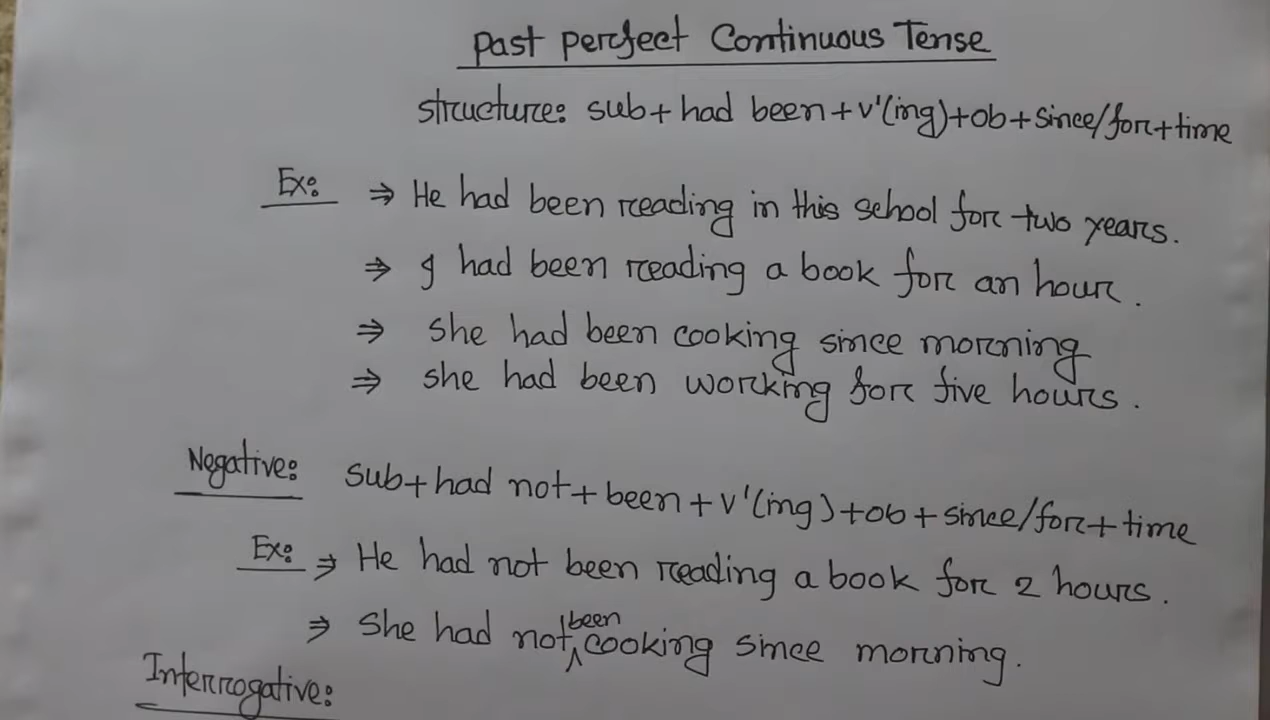 Past perfect Continuous Tense
structure: sub+had been+v'(ing)+ob+since/for+time
Ex: ⇒ He had been reading in this school for two years.
⇒ I had been reading a book for an hour.
⇒ she had been cooking since morning
⇒ she had been working for five hours.
Negative: sub+had not+been+v'(ing)+ob+since/for+time
Ex: ⇒ He had not been reading a book for 2 hours.
⇒ She had not been cooking since morning.
Interrogative: